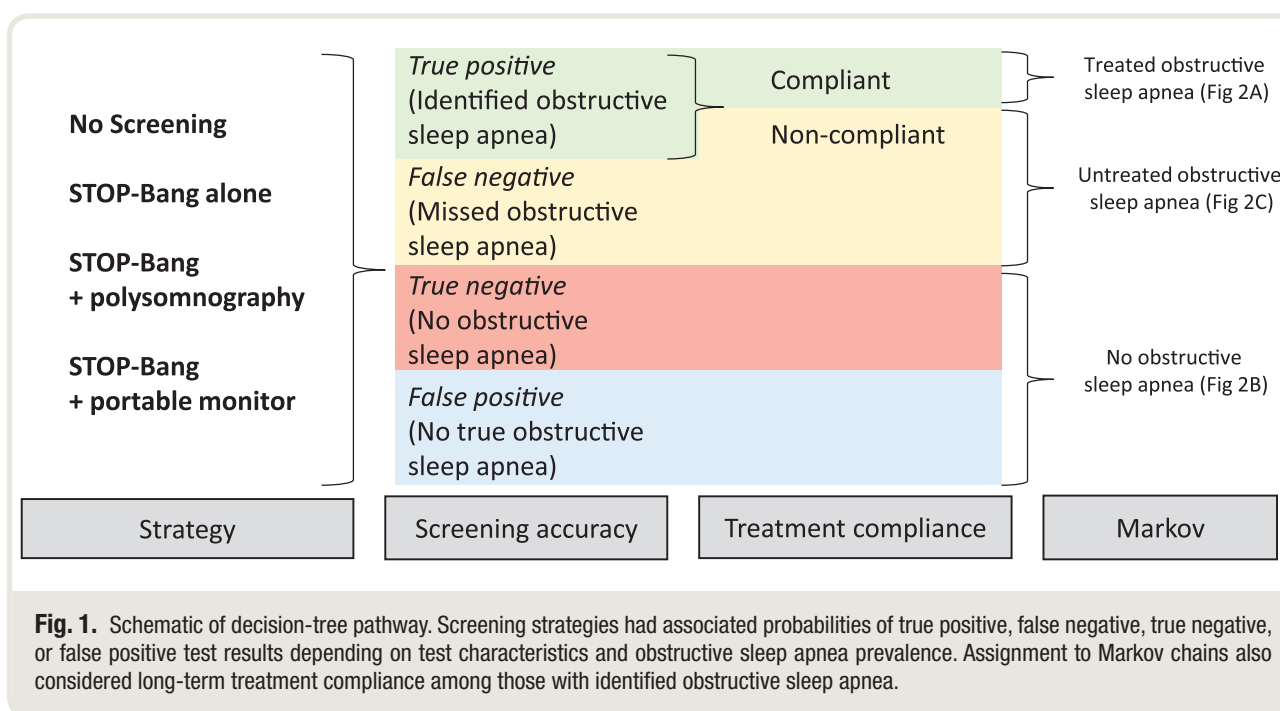 No Screening
STOP-Bang alone
STOP-Bang
+ polysomnography
STOP-Bang
+ portable monitor
True positive
(Identified obstructive
sleep apnea)
False negative
(Missed obstructive
sleep apnea)
True negative
(No obstructive
sleep apnea)
False positive
(No true obstructive
sleep apnea)
Compliant
Non-compliant
Treated obstructive
sleep apnea (Fig 2A)
Untreated obstructive
sleep apnea (Fig 2C)
No obstructive
sleep apnea (Fig 2B)
Strategy
Screening accuracy
Treatment compliance
Markov
Fig. 1. Schematic of decision-tree pathway. Screening strategies had associated probabilities of true positive, false negative, true negative,
or false positive test results depending on test characteristics and obstructive sleep apnea prevalence. Assignment to Markov chains also
considered long-term treatment compliance among those with identified obstructive sleep apnea.